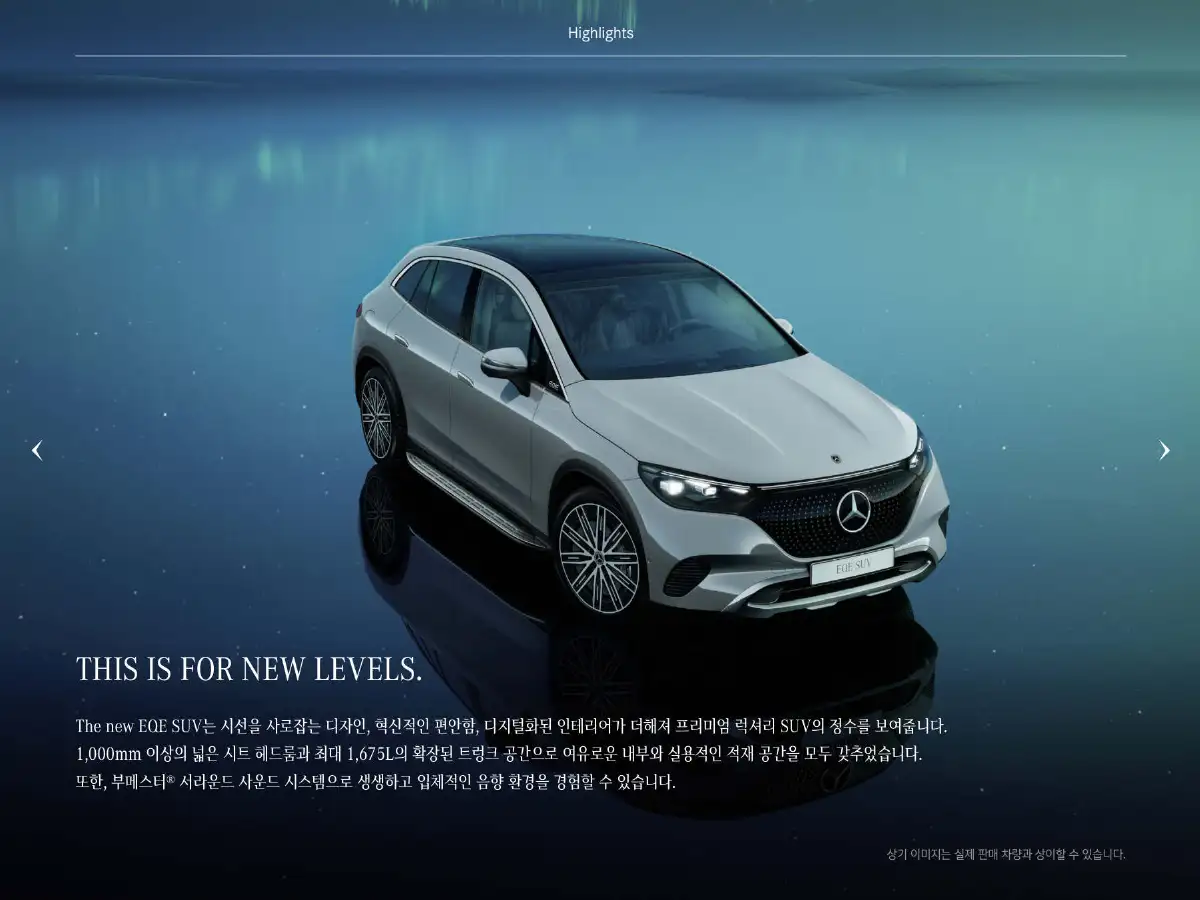 Highlights
EQE SUV
THIS IS FOR NEW LEVELS.
The new EQE SUV는 시선을 사로잡는 디자인, 혁신적인 편안함, 디지털화된 인테리어가 더해져 프리미엄 럭셔리 SUV의 정수를 보여줍니다.
1,000mm 이상의 넓은 시트 헤드룸과 최대 1,675L의 확장된 트렁크 공간으로 여유로운 내부와 실용적인 적재 공간을 모두 갖추었습니다.
또한, 부메스터® 서라운드 사운드 시스템으로 생생하고 입체적인 음향 환경을 경험할 수 있습니다.
상기 이미지는 실제 판매 차량과 상이할 수 있습니다.